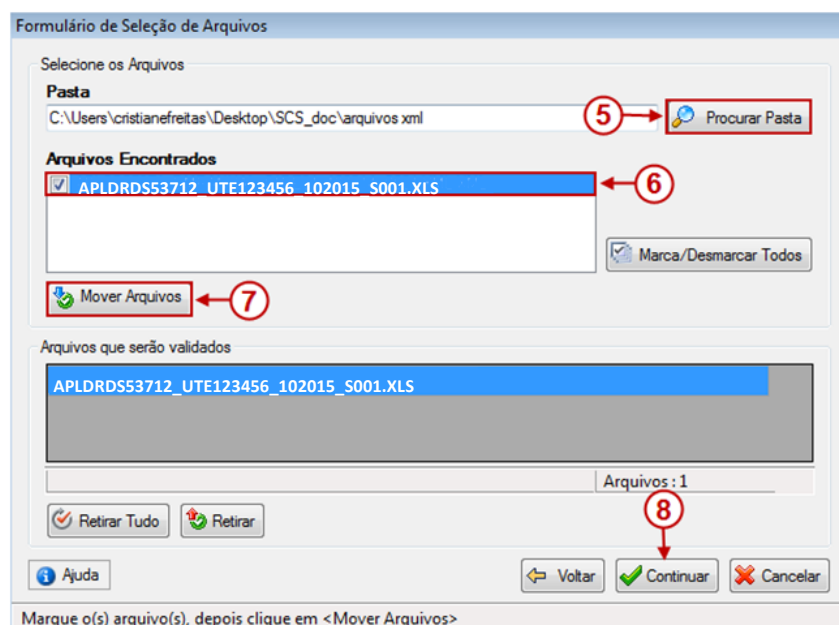 Formulário de Seleção de Arquivos
Selecione os Arquivos
Pasta
C:\Users\cristianefreitas\Desktop\SCS_doc\arquivos xml
5
Procurar Pasta
Arquivos Encontrados
APLDRDS53712_UTE123456_102015_S001.XLS
6
Marca/Desmarcar Todos
Mover Arquivos
7
Arquivos que serão validados
APLDRDS53712_UTE123456_102015_S001.XLS
Arquivos : 1
8
Retirar Tudo
Retirar
Ajuda
Voltar
Continuar
Cancelar
Marque o(s) arquivo(s), depois clique em <Mover Arquivos>